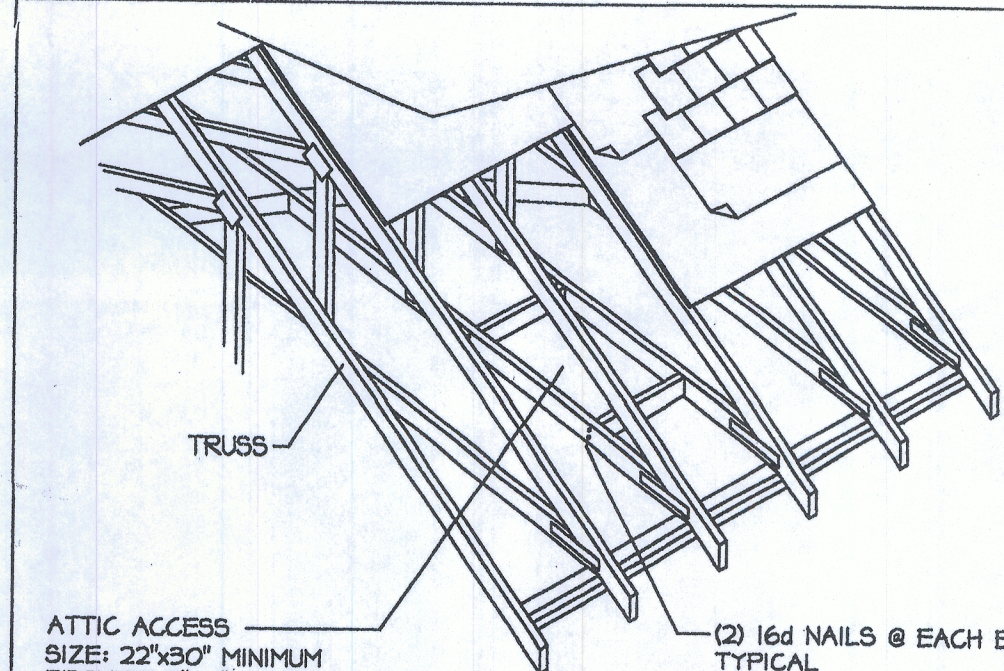 TRUSS
ATTIC ACCESS
SIZE: 22"x30" MINIMUM
(2) 16d NAILS @ EACH
TYPICAL